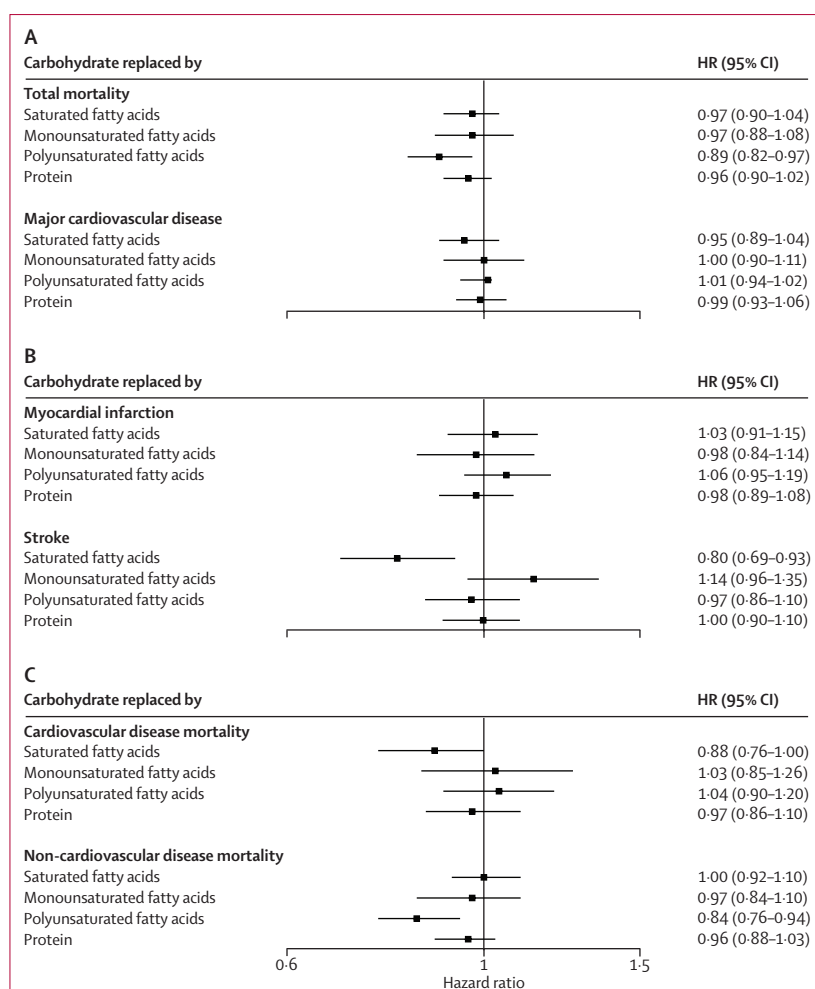 A
Carbohydrate replaced by HR (95% CI)
Total mortality
Saturated fatty acids 0·97 (0·90–1·04)
Monounsaturated fatty acids 0·97 (0·88–1·08)
Polyunsaturated fatty acids 0·89 (0·82–0·97)
Protein 0·96 (0·90–1·02)
Major cardiovascular disease
Saturated fatty acids 0·95 (0·89–1·04)
Monounsaturated fatty acids 1·00 (0·90–1·11)
Polyunsaturated fatty acids 1·01 (0·94–1·02)
Protein 0·99 (0·93–1·06)
B
Carbohydrate replaced by HR (95% CI)
Myocardial infarction
Saturated fatty acids 1·03 (0·91–1·15)
Monounsaturated fatty acids 0·98 (0·84–1·14)
Polyunsaturated fatty acids 1·06 (0·95–1·19)
Protein 0·98 (0·89–1·08)
Stroke
Saturated fatty acids 0·80 (0·69–0·93)
Monounsaturated fatty acids 1·14 (0·96–1·35)
Polyunsaturated fatty acids 0·97 (0·86–1·10)
Protein 1·00 (0·90–1·10)
C
Carbohydrate replaced by HR (95% CI)
Cardiovascular disease mortality
Saturated fatty acids 0·88 (0·76–1·00)
Monounsaturated fatty acids 1·03 (0·85–1·26)
Polyunsaturated fatty acids 1·04 (0·90–1·20)
Protein 0·97 (0·86–1·10)
Non-cardiovascular disease mortality
Saturated fatty acids 1·00 (0·92–1·10)
Monounsaturated fatty acids 0·97 (0·84–1·10)
Polyunsaturated fatty acids 0·84 (0·76–0·94)
Protein 0·96 (0·88–1·03)
0·6 1 1·5
Hazard ratio